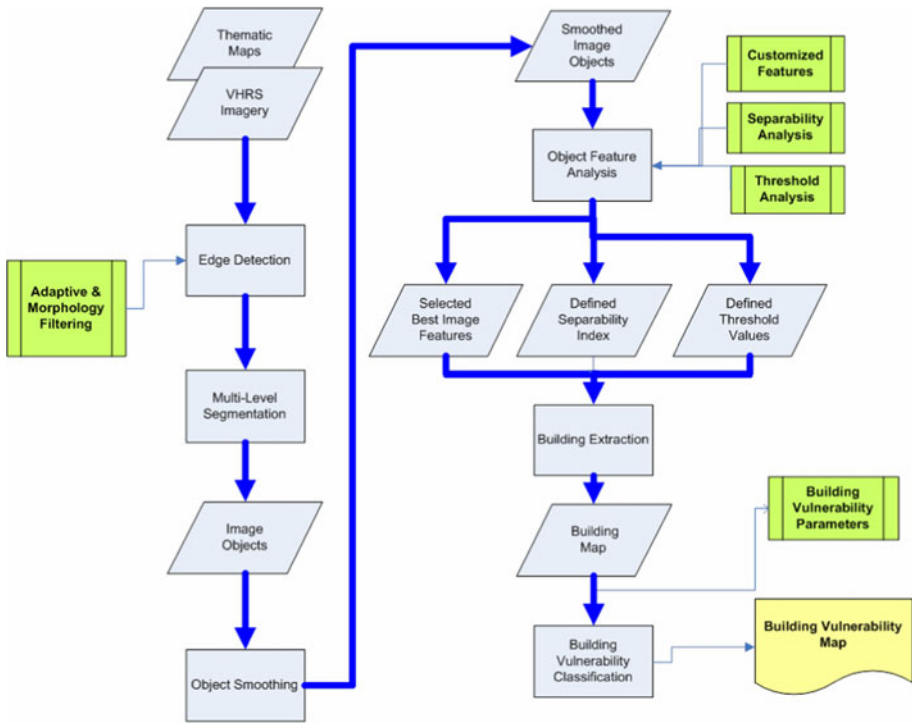 Thematic
Maps
VHRS
Imagery
Edge Detection
Adaptive &
Morphology
Filtering
Multi-Level
Segmentation
Image
Objects
Object Smoothing
Smoothed
Image
Objects
Customized
Features
Separability
Analysis
Threshold
Analysis
Object Feature
Analysis
Selected
Best Image
Features
Defined
Separability
Index
Defined
Threshold
Values
Building Extraction
Building
Map
Building
Vulnerability
Parameters
Building
Vulnerability
Classification
Building Vulnerability
Map